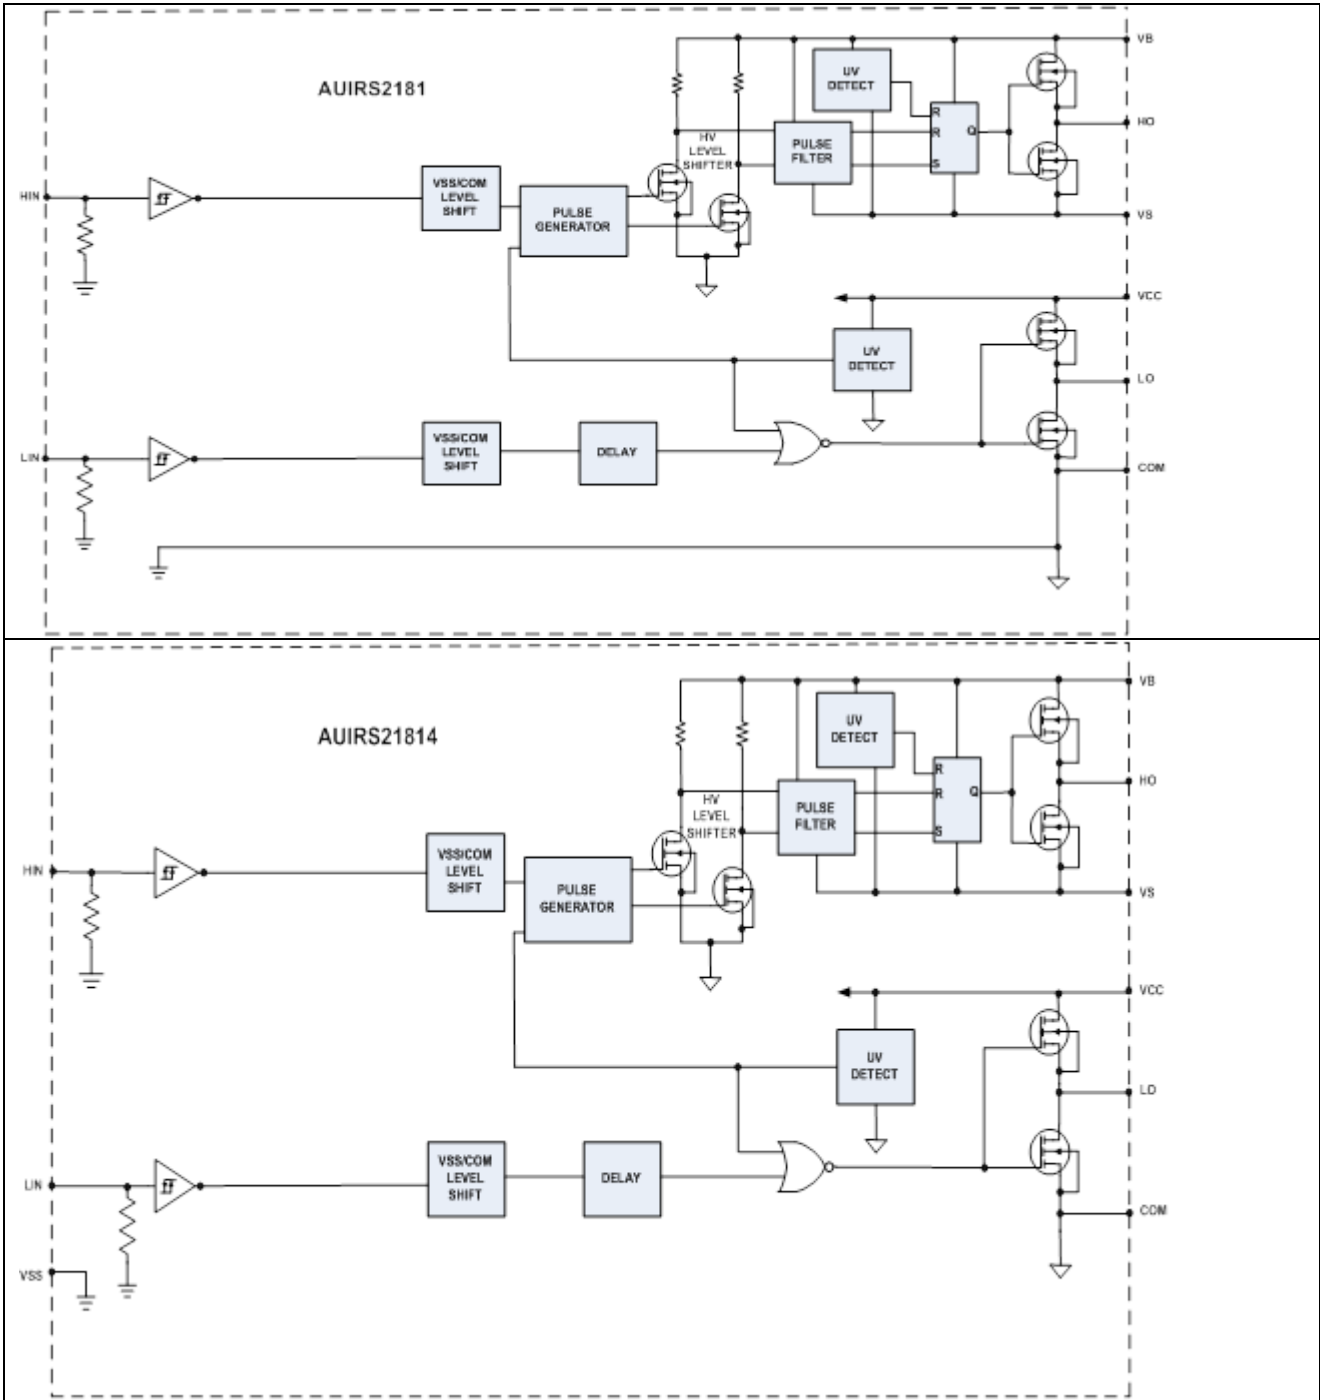 AUIRS2181
VB
UV
DETECT
HO
R
R
Q
S
HV
LEVEL
SHIFTER
PULSE
FILTER
HIN
VSS/COM
LEVEL
SHIFT
PULSE
GENERATOR
VS
VCC
UV
DETECT
LO
LIN
VSS/COM
LEVEL
SHIFT
DELAY
COM
AUIRS21814
VB
UV
DETECT
R
R
Q
S
HO
HV
LEVEL
SHIFTER
PULSE
FILTER
HIN
VSS/COM
LEVEL
SHIFT
PULSE
GENERATOR
VS
VCC
UV
DETECT
LO
LIN
VSS/COM
LEVEL
SHIFT
DELAY
COM
VSS